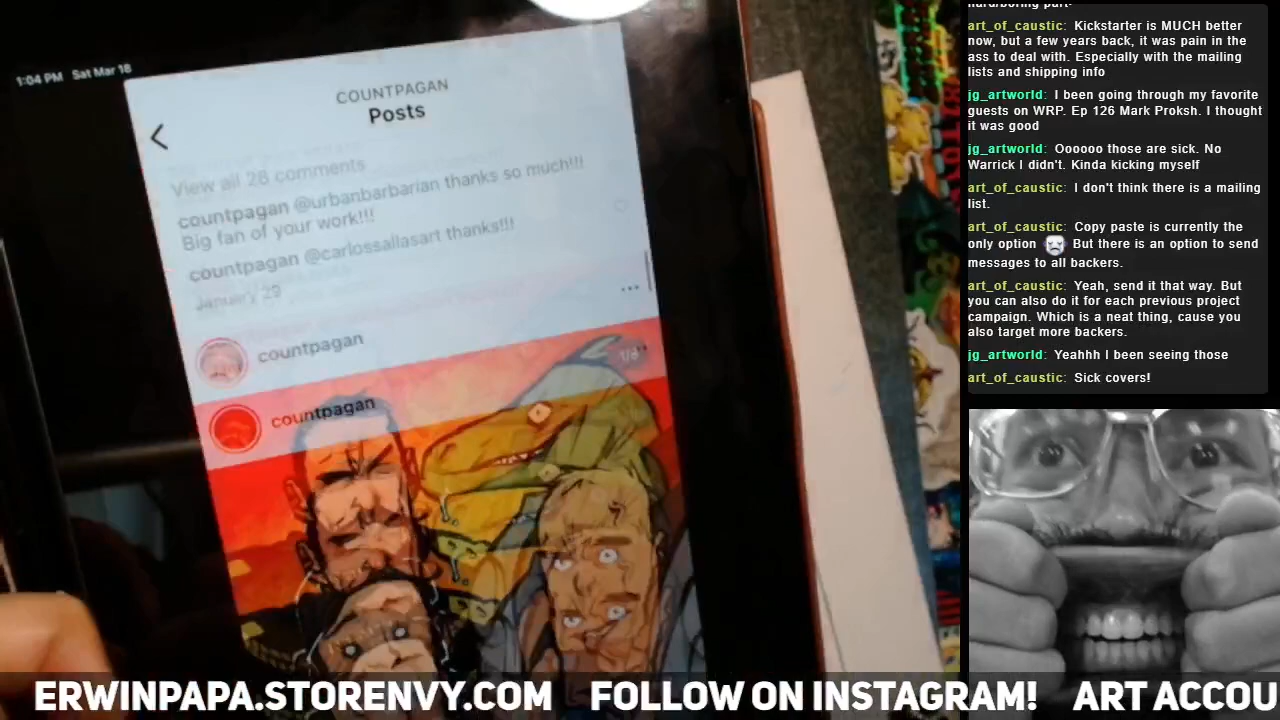 1:04 PM Sat Mar 18
COUNTPAGAN
Posts
View all 28 comments
countpagan @urbanbarbarian thanks so much!!!
Big fan of your work!!!
countpagan @carlossallasart thanks!!!
January 29
countpagan
countpagan
art_of_caustic: Kickstarter is MUCH better
now, but a few years back, it was pain in the
ass to deal with. Especially with the mailing
lists and shipping info
jg_artworld: I been going through my favorite
guests on WRP. Ep 126 Mark Proksh. I thought
it was good
jg_artworld: Oooooo those are sick. No
Warrick I didn't. Kinda kicking myself
art_of_caustic: I don't think there is a mailing
list.
art_of_caustic: Copy paste is currently the
only option But there is an option to send
messages to all backers.
art_of_caustic: Yeah, send it that way. But
you can also do it for each previous project
campaign. Which is a neat thing, cause you
also target more backers.
jg_artworld: Yeahhh I been seeing those
art_of_caustic: Sick covers!
ERWINPAPA.STORENVY.COM FOLLOW ON INSTAGRAM! ART ACCOU